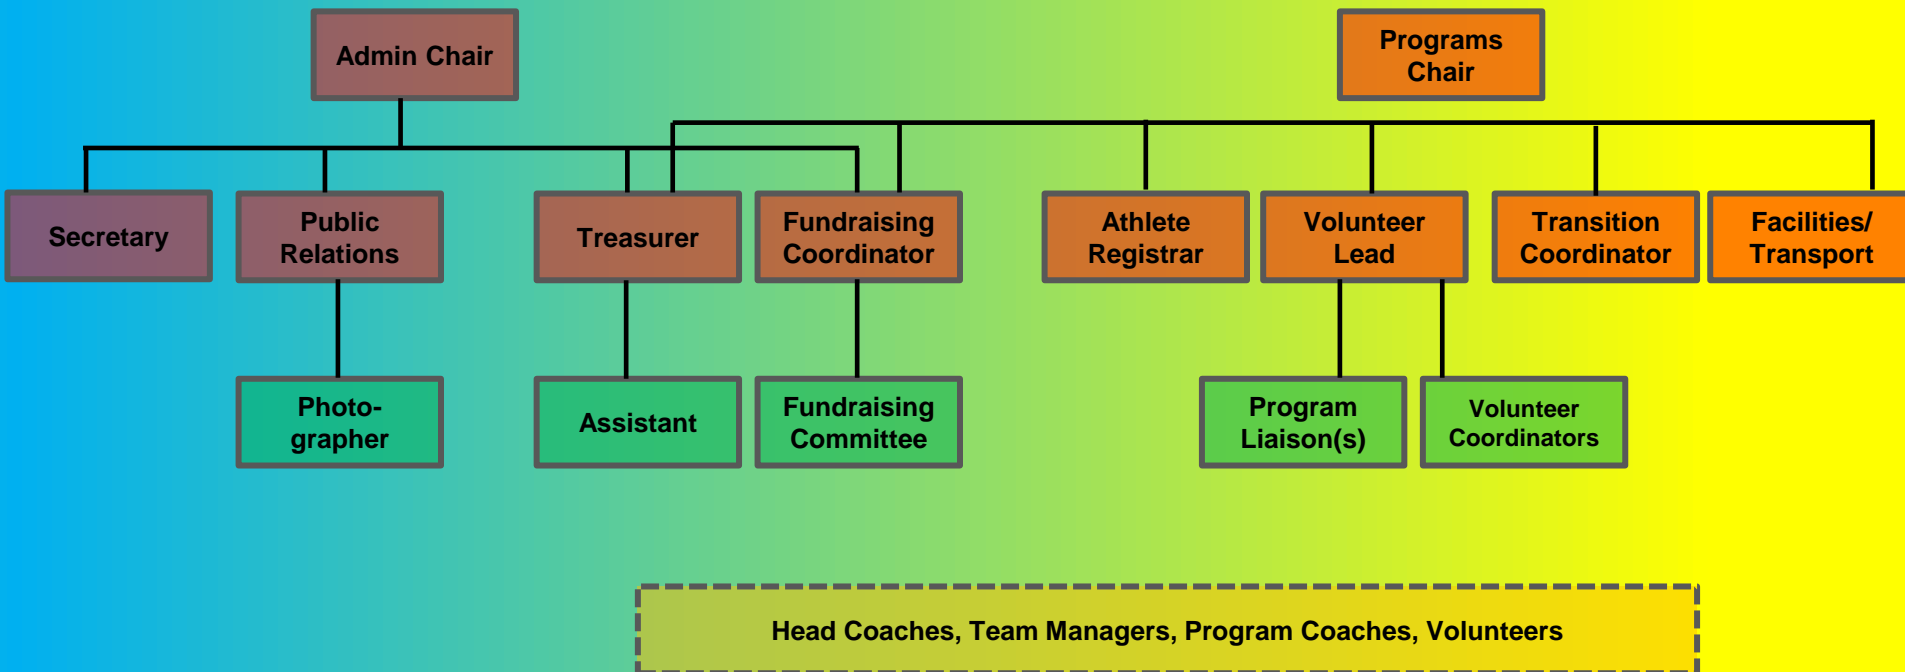 Admin Chair
Programs
Chair
Secretary
Public
Relations
Treasurer
Fundraising
Coordinator
Athlete
Registrar
Volunteer
Lead
Transition
Coordinator
Facilities/
Transport
Photo-
grapher
Assistant
Fundraising
Committee
Program
Liaison(s)
Volunteer
Coordinators
Head Coaches, Team Managers, Program Coaches, Volunteers